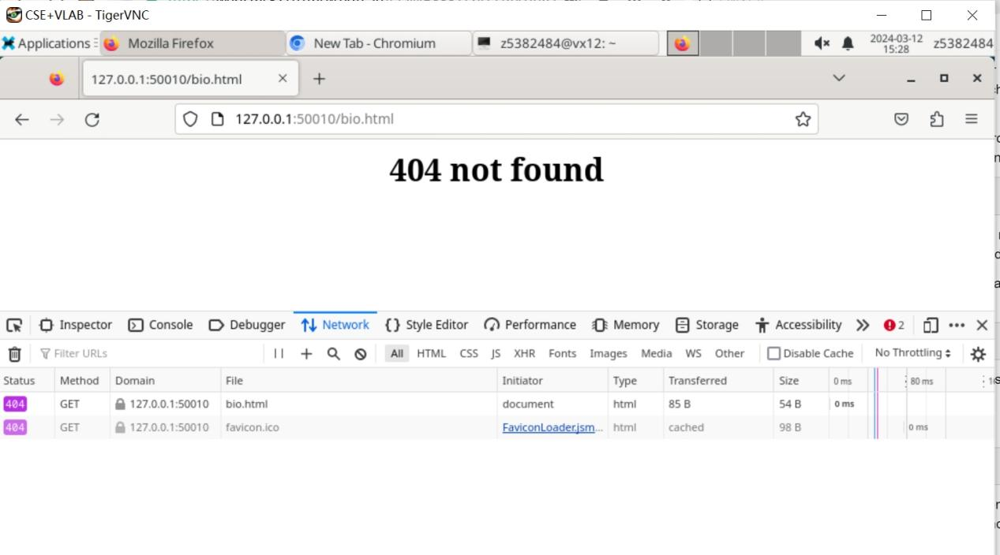 CSE+VLAB - TigerVNC
Applications Mozilla Firefox New Tab - Chromium z5382484@vx12: ~ 2024-03-12 15:28 z5382484
127.0.0.1:50010/bio.html
127.0.0.1:50010/bio.html
404 not found
Inspector Console Debugger Network Style Editor Performance Memory Storage Accessibility 2
Filter URLs All HTML CSS JS XHR Fonts Images Media WS Other Disable Cache No Throttling
Status Method Domain File Initiator Type Transferred Size 0 ms 80 ms
404 GET 127.0.0.1:50010 bio.html document html 85 B 54 B 0 ms
404 GET 127.0.0.1:50010 favicon.ico FaviconLoader.jsm... html cached 98 B 0 ms